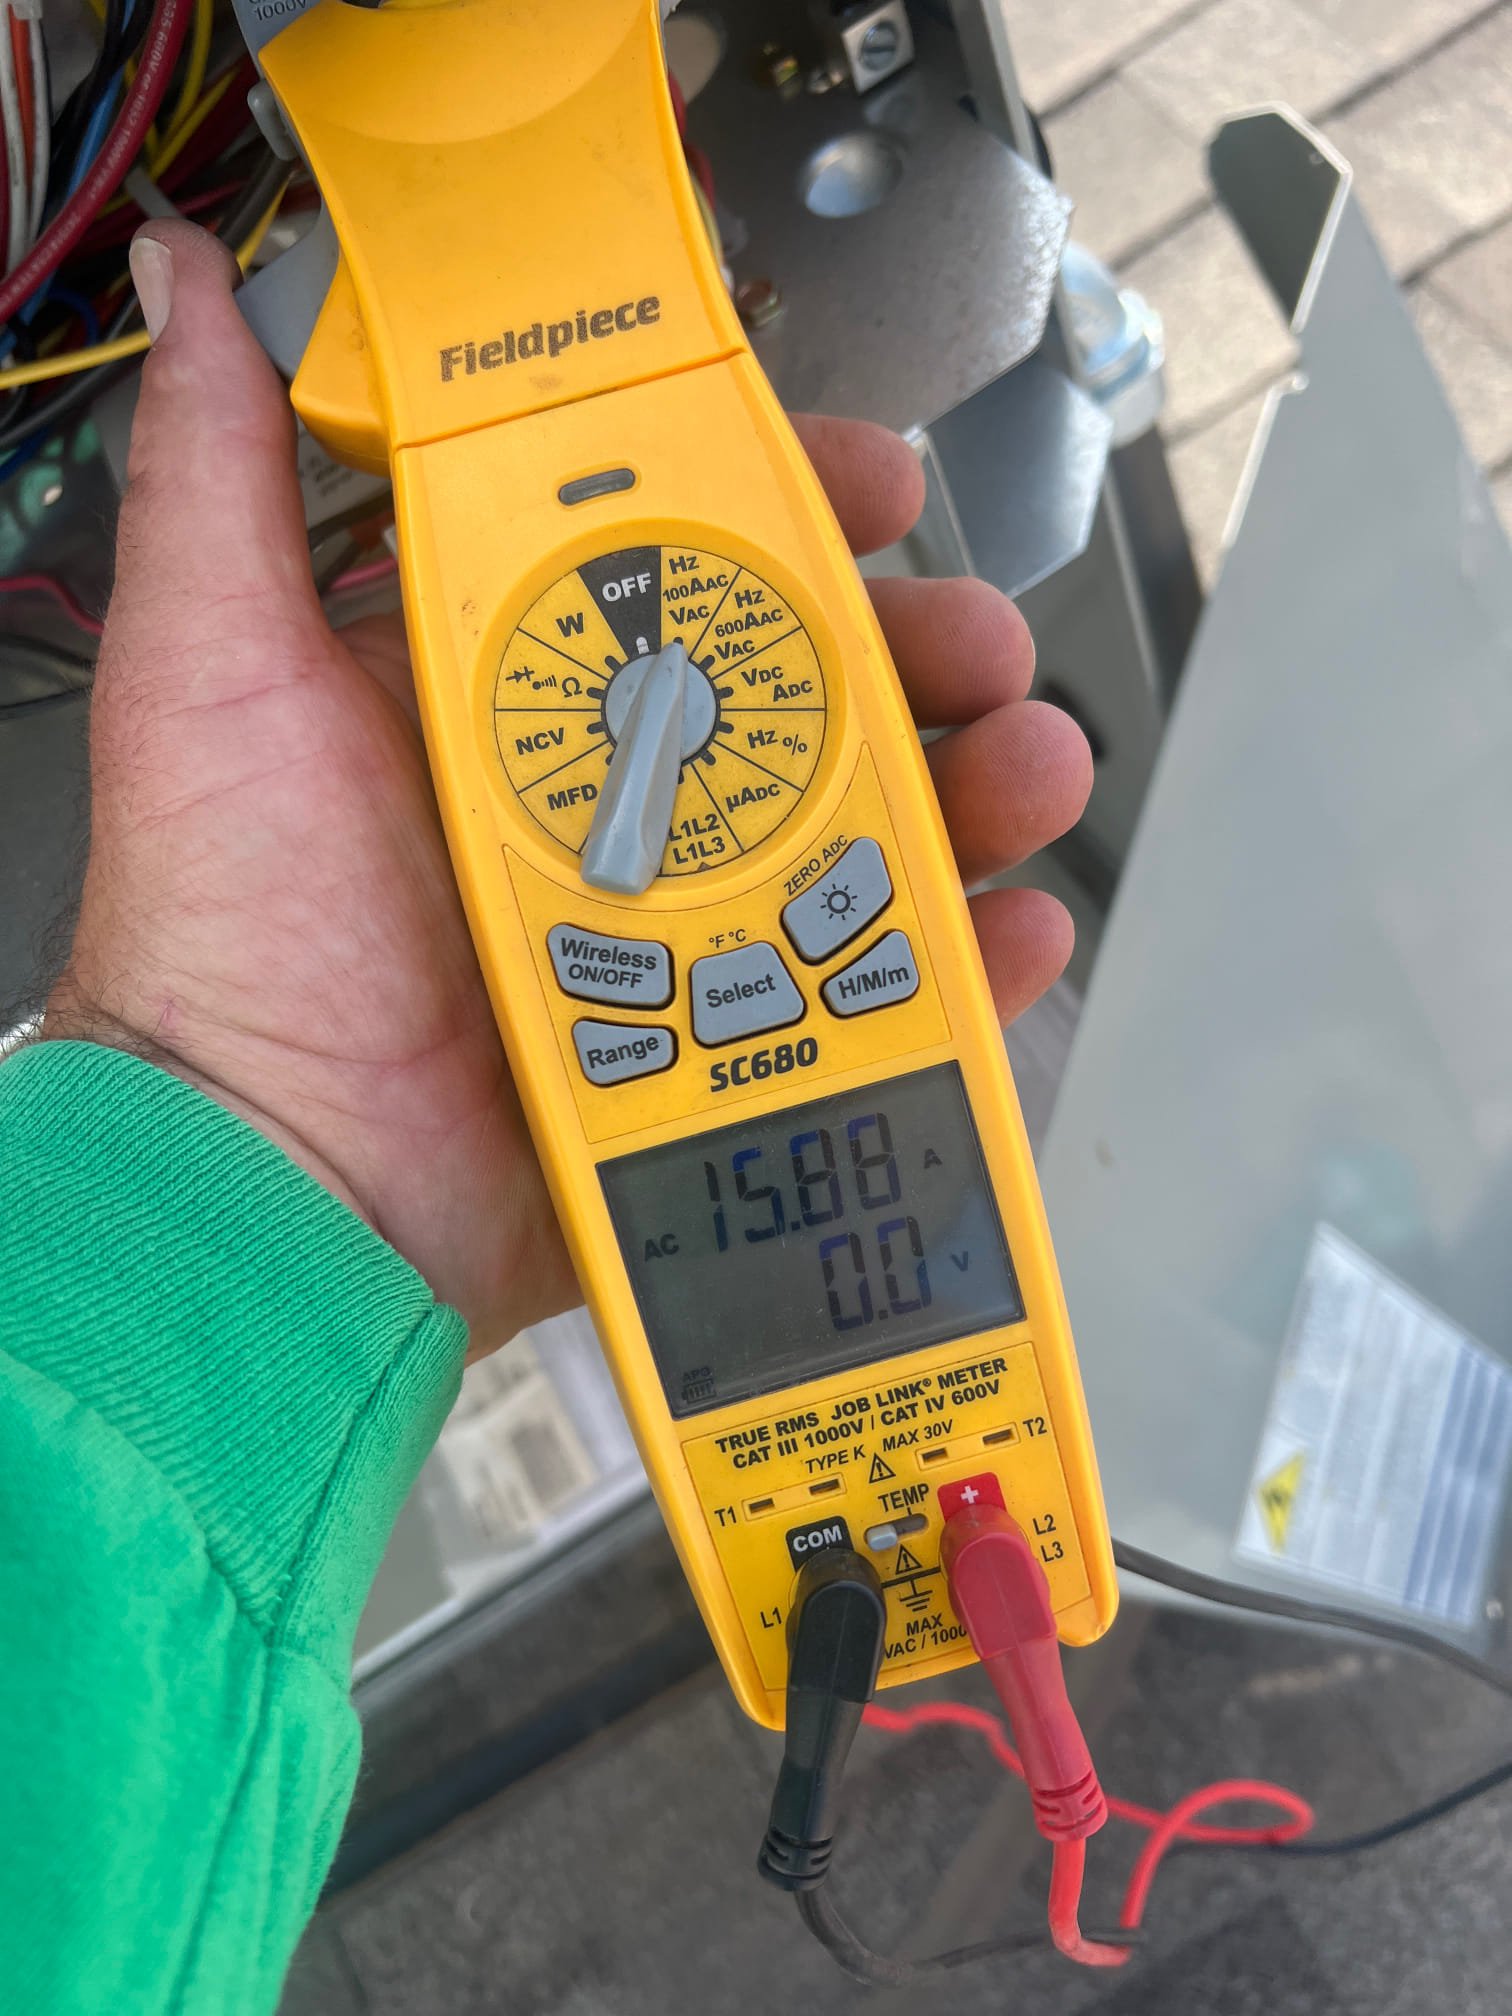 1000V
Fieldpiece
OFF
Hz
100AAC
VAC
Hz
600AAC
VAC
VDC
ADC
Hz %
µADC
L1L2
L1L3
MFD
NCV
Ω
W
ZERO ADC
Wireless
ON/OFF
°F °C
Select
H/M/m
Range
SC680
AC 15.88 A
0.0 V
APO
TRUE RMS JOB LINK® METER
CAT III 1000V / CAT IV 600V
TYPE K MAX 30V
T1 T2
TEMP
COM +
L1
L2
L3
MAX
VAC / 1000